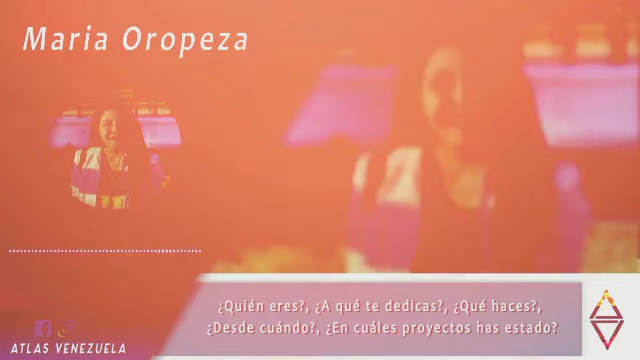 Maria Oropeza
¿Quién eres?, ¿A qué te dedicas?, ¿Qué haces?,
¿Desde cuándo?, ¿En cuáles proyectos has estado?
ATLAS VENEZUELA